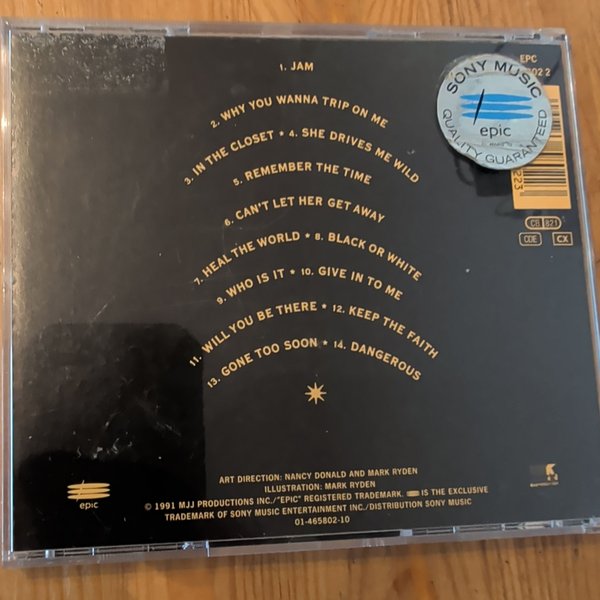 1. JAM
2. WHY YOU WANNA TRIP ON ME
3. IN THE CLOSET ★ 4. SHE DRIVES ME WILD
5. REMEMBER THE TIME
6. CAN'T LET HER GET AWAY
7. HEAL THE WORLD ★ 8. BLACK OR WHITE
9. WHO IS IT ★ 10. GIVE IN TO ME
11. WILL YOU BE THERE ★ 12. KEEP THE FAITH
13. GONE TOO SOON ★ 14. DANGEROUS
EPC
02 2
SONY MUSIC
epic
QUALITY GUARANTEED
223
CB 821
CDE CX
ART DIRECTION: NANCY DONALD AND MARK RYDEN
ILLUSTRATION: MARK RYDEN
© 1991 MJJ PRODUCTIONS INC./"EPIC" REGISTERED TRADEMARK. IS THE EXCLUSIVE
TRADEMARK OF SONY MUSIC ENTERTAINMENT INC./DISTRIBUTION SONY MUSIC
01-465802-10
epic